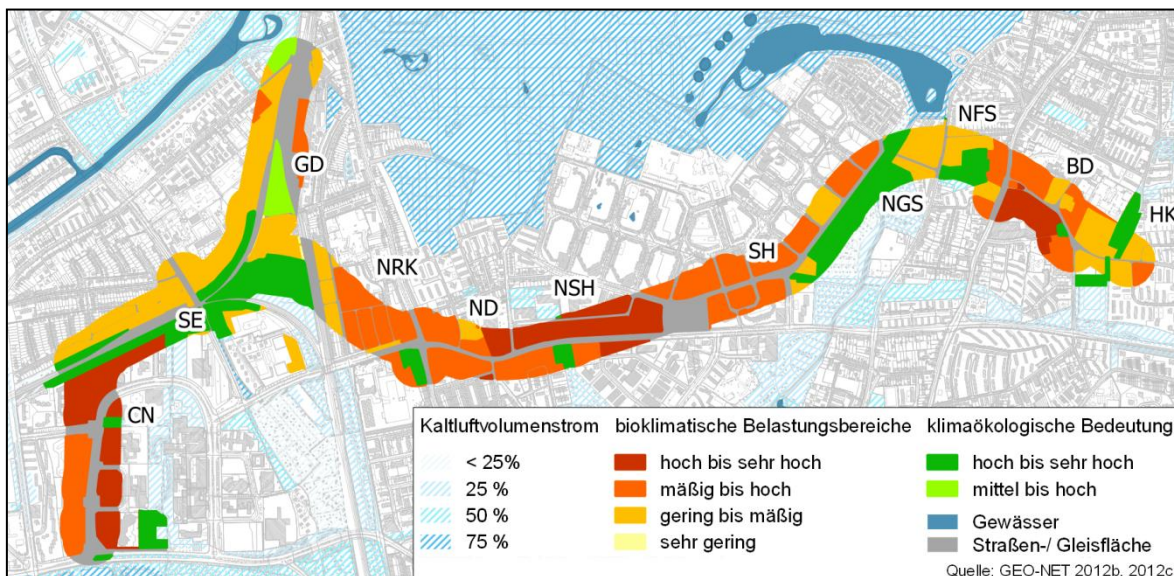 NFS
BD
GD
HK
NGS
SH
NRK
NSH
ND
SE
CN
Kaltluftvolumenstrom
< 25%
25 %
50 %
75 %
bioklimatische Belastungsbereiche
hoch bis sehr hoch
mäßig bis hoch
gering bis mäßig
sehr gering
klimaökologische Bedeutung
hoch bis sehr hoch
mittel bis hoch
Gewässer
Straßen-/ Gleisfläche
Quelle: GEO-NET 2012b, 2012c